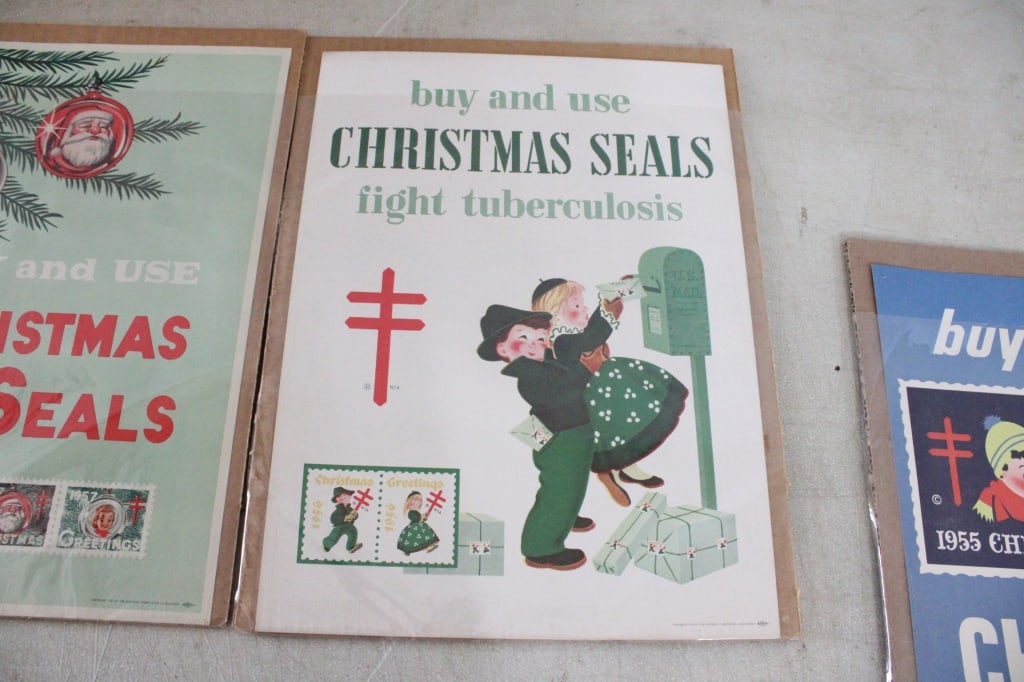 and USE
ISTMAS
SEALS
1957
GREETINGS
buy and use
CHRISTMAS SEALS
fight tuberculosis
U.S.
MAIL
®
Christmas
1956
Greetings
1956
buy
©
1955 CH